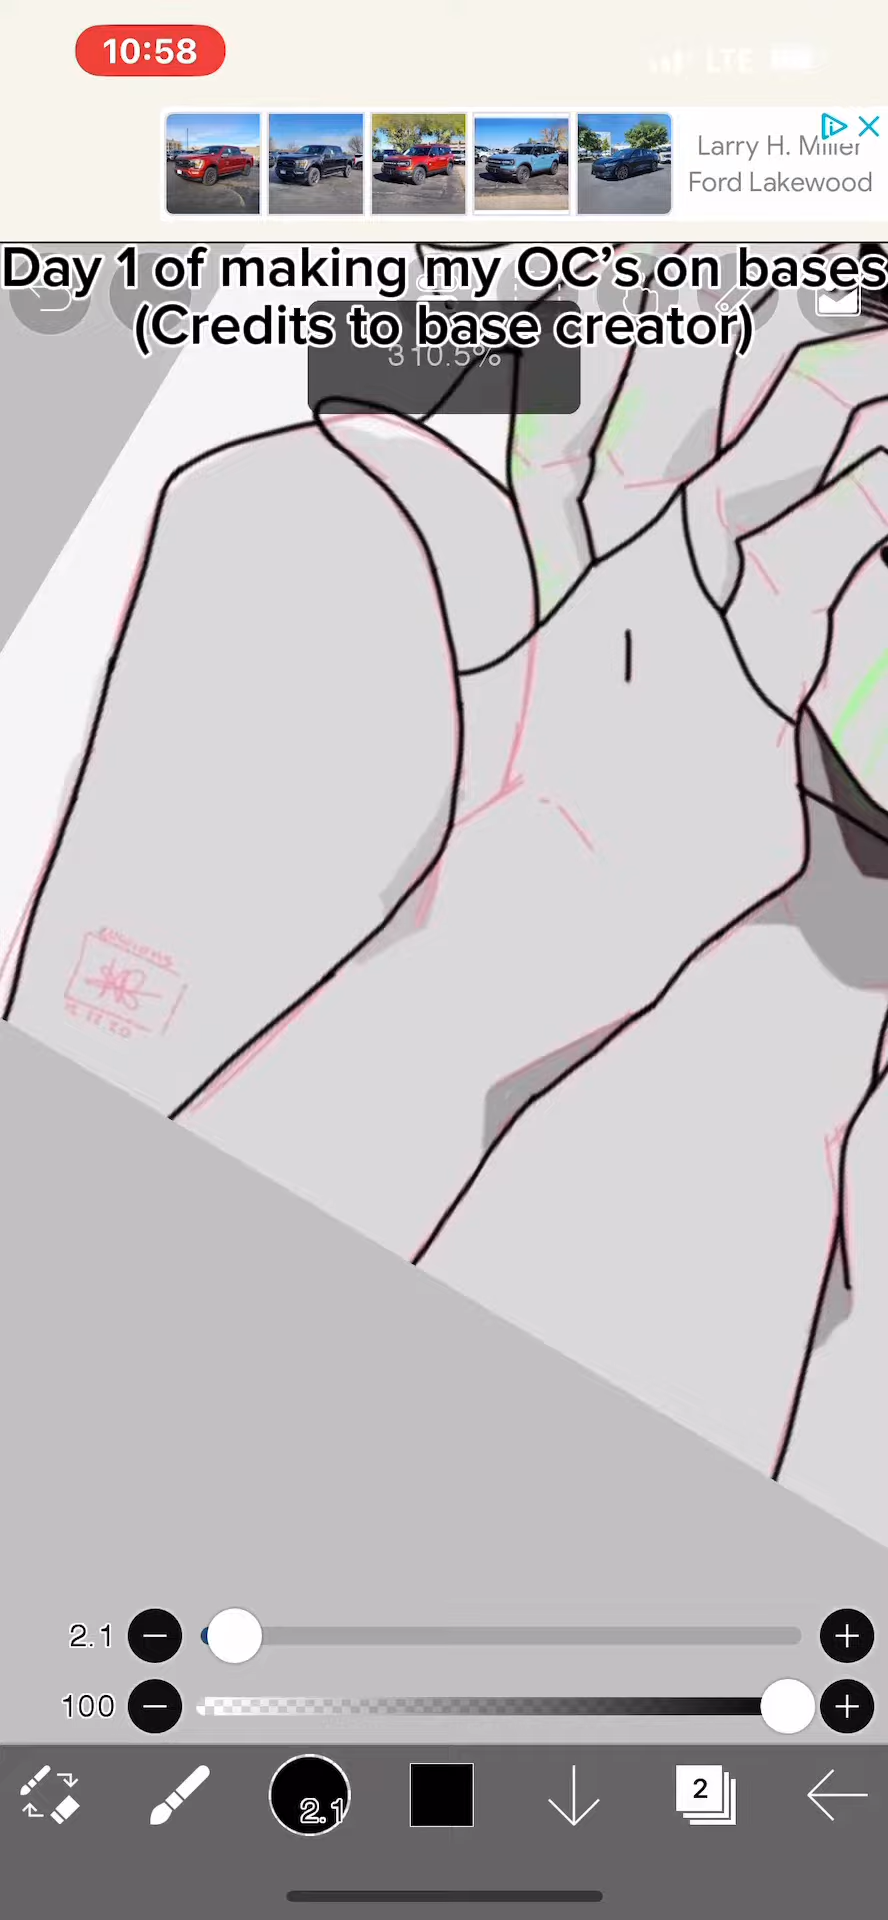 10:58
LTE
Larry H. Miller
Ford Lakewood
Day 1 of making my OC's on bases
(Credits to base creator)
310.5%
2.1
100
2.1
2